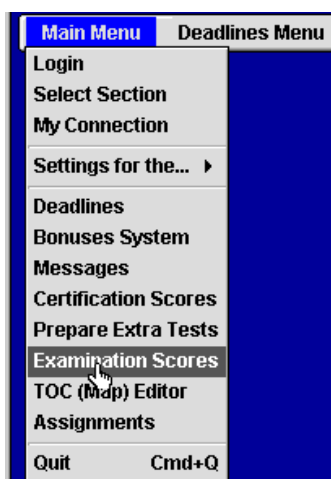 Main Menu Deadlines Menu
Login
Select Section
My Connection
Settings for the...
Deadlines
Bonuses System
Messages
Certification Scores
Prepare Extra Tests
Examination Scores
TOC (Map) Editor
Assignments
Quit Cmd+Q